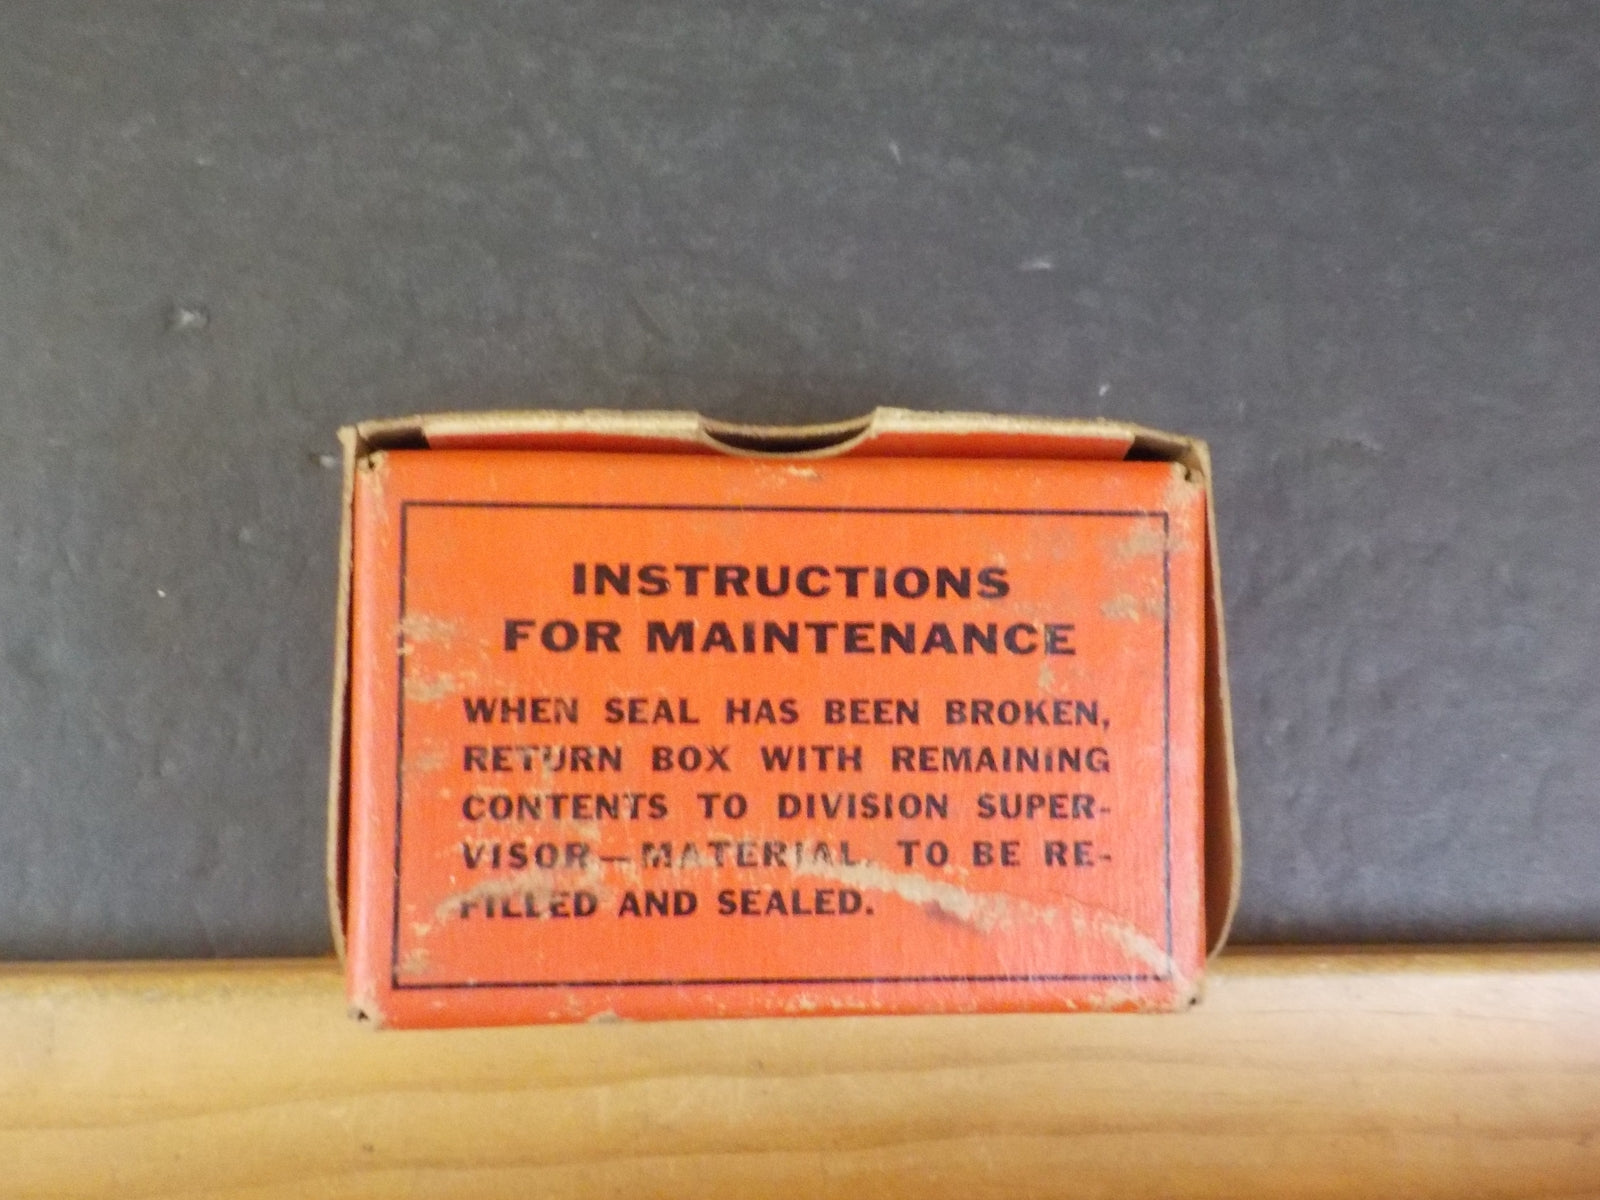 INSTRUCTIONS
FOR MAINTENANCE
WHEN SEAL HAS BEEN BROKEN,
RETURN BOX WITH REMAINING
CONTENTS TO DIVISION SUPER-
VISOR—MATERIAL TO BE RE-
FILLED AND SEALED.